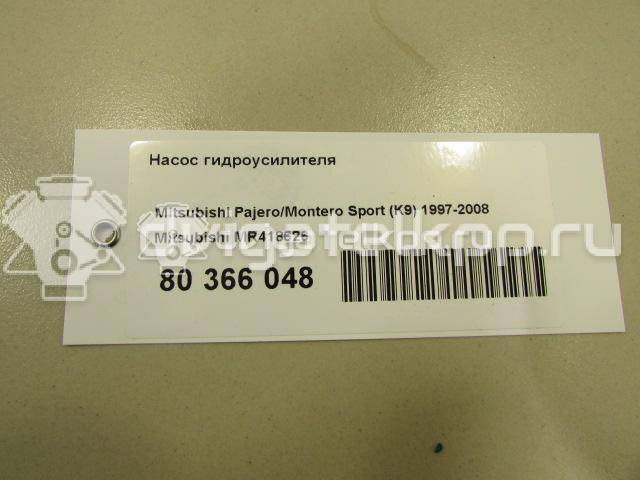 Насос гидроусилителя
Mitsubishi Pajero/Montero Sport (K9) 1997-2008
Mitsubishi MR418626
80 366 048